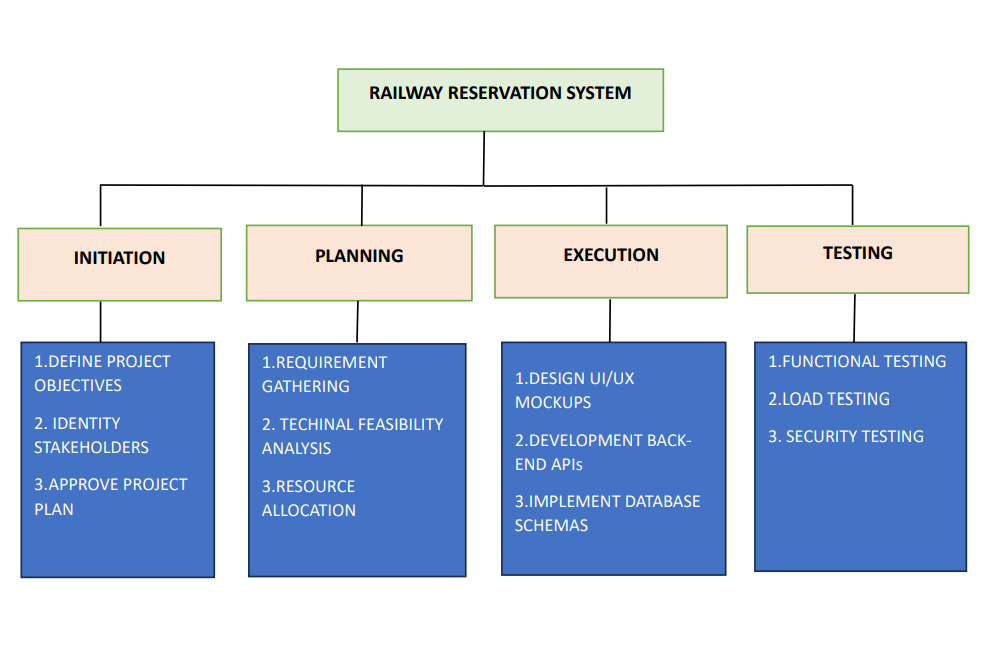 RAILWAY RESERVATION SYSTEM
INITIATION
PLANNING
EXECUTION
TESTING
1.DEFINE PROJECT
OBJECTIVES
2. IDENTITY
STAKEHOLDERS
3.APPROVE PROJECT
PLAN
1.REQUIREMENT
GATHERING
2. TECHINAL FEASIBILITY
ANALYSIS
3.RESOURCE
ALLOCATION
1.DESIGN UI/UX
MOCKUPS
2.DEVELOPMENT BACK-
END APIs
3.IMPLEMENT DATABASE
SCHEMAS
1.FUNCTIONAL TESTING
2.LOAD TESTING
3. SECURITY TESTING